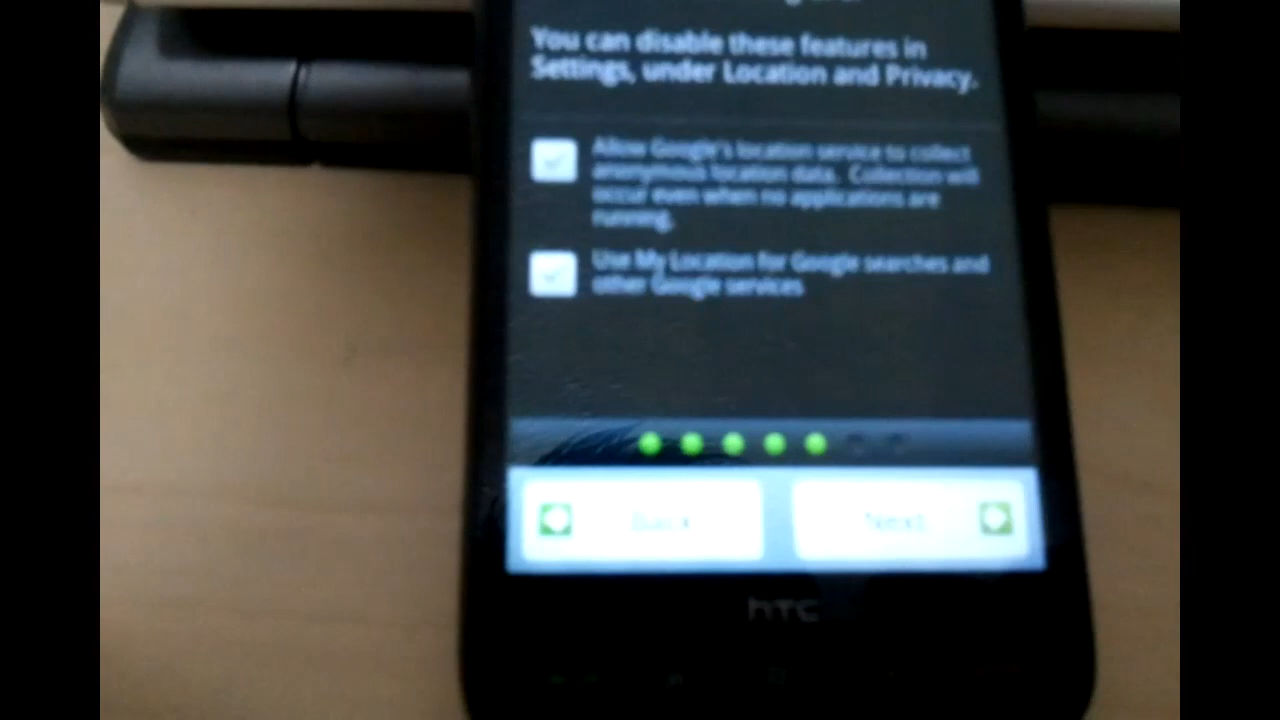 You can disable these features in
Settings, under Location and Privacy.
Allow Google's location service to collect
anonymous location data. Collection will
occur even when no applications are
running.
Use My Location for Google searches and
other Google services
Back
Next
hTC